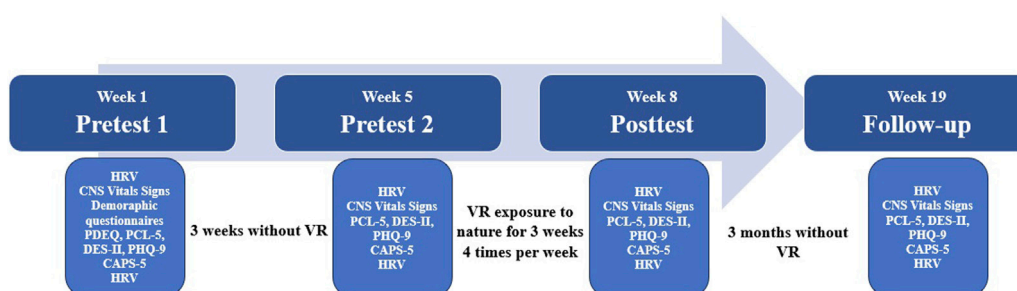 Week 1
Pretest 1
Week 5
Pretest 2
Week 8
Posttest
Week 19
Follow-up
HRV
CNS Vitals Signs
Demoraphic
questionnaires
PDEQ, PCL-5,
DES-II, PHQ-9
CAPS-5
HRV
3 weeks without VR
HRV
CNS Vitals Signs
PCL-5, DES-II,
PHQ-9
CAPS-5
HRV
VR exposure to
nature for 3 weeks
4 times per week
HRV
CNS Vitals Signs
PCL-5, DES-II,
PHQ-9
CAPS-5
HRV
3 months without
VR
HRV
CNS Vitals Signs
PCL-5, DES-II,
PHQ-9
CAPS-5
HRV